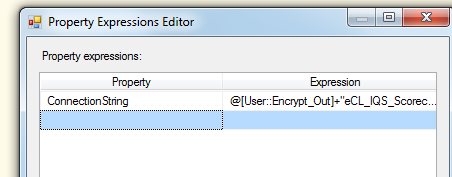 Property Expressions Editor
Property expressions:
Property Expression
ConnectionString @[User::Encrypt_Out]+"eCL_IQS_Scorec...